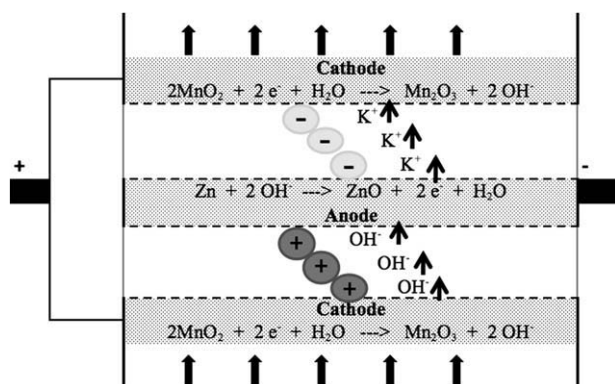 Cathode
2MnO₂ + 2 e⁻ + H₂O ---> Mn₂O₃ + 2 OH⁻
K⁺
-
K⁺
-
K⁺
-
+
-
Zn + 2 OH⁻ ---> ZnO + 2 e⁻ + H₂O
Anode
+
OH⁻
+
OH⁻
+
OH⁻
Cathode
2MnO₂ + 2 e⁻ + H₂O ---> Mn₂O₃ + 2 OH⁻